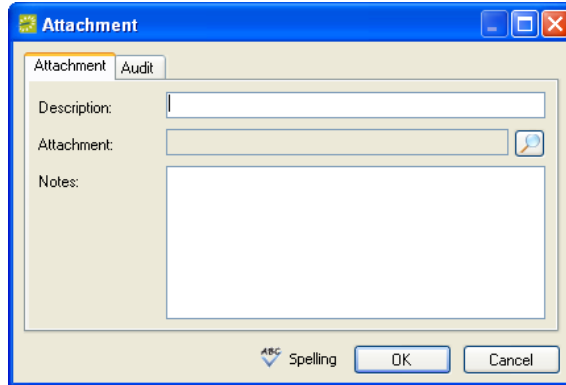 Attachment
Attachment Audit
Description:
Attachment:
Notes:
ABC Spelling OK Cancel